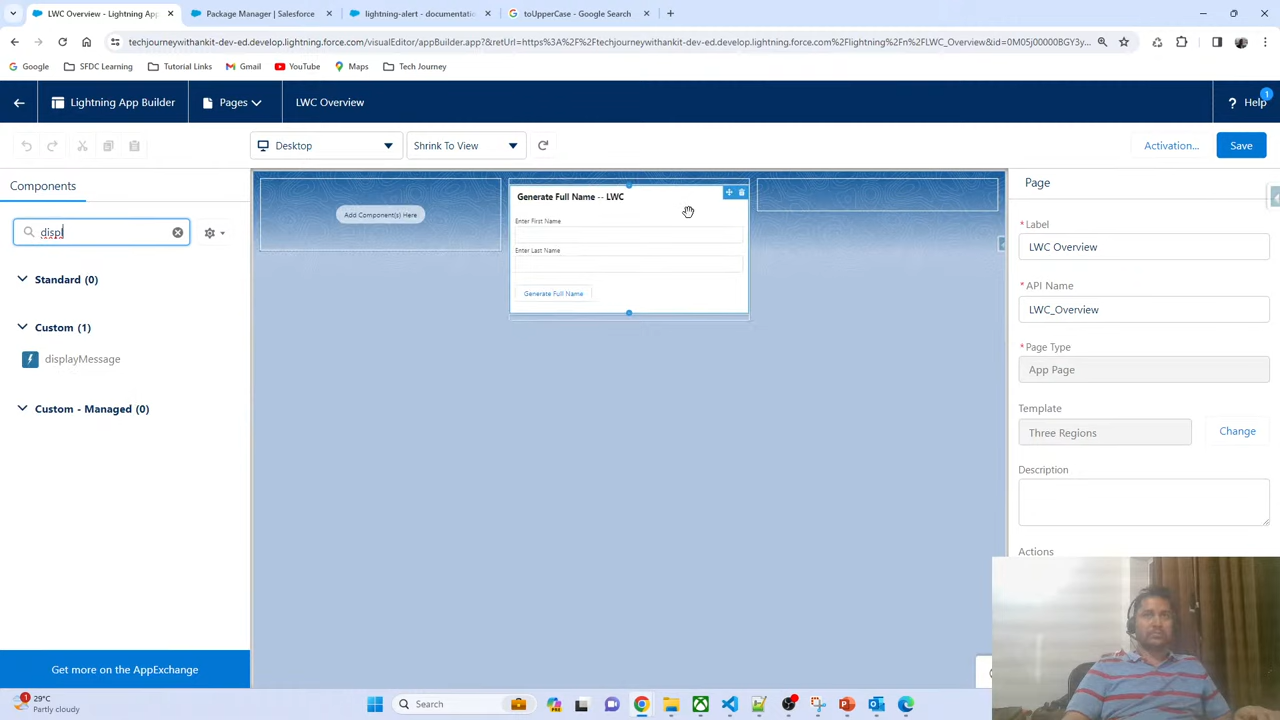 LWC Overview - Lightning App
Package Manager | Salesforce
lightning-alert - documentatio
toUpperCase - Google Search
techjourneywithankit-dev-ed.develop.lightning.force.com/visualEditor/appBuilder.app?&retUrl=https%3A%2F%2Ftechjourneywithankit-dev-ed.develop.lightning.force.com%2Flightning%2Fn%2FLWC_Overview&id=0M05j00000BGY3y...
Google
SFDC Learning
Tutorial Links
Gmail
YouTube
Maps
Tech Journey
Lightning App Builder
Pages
LWC Overview
1
? Help
Desktop
Shrink To View
Activation...
Save
Components
displ
Standard (0)
Custom (1)
displayMessage
Custom - Managed (0)
Get more on the AppExchange
Add Component(s) Here
Generate Full Name -- LWC
Enter First Name
Enter Last Name
Generate Full Name
Page
* Label
LWC Overview
* API Name
LWC_Overview
* Page Type
App Page
Template
Three Regions
Change
Description
Actions
1
29°C
Partly cloudy
Search